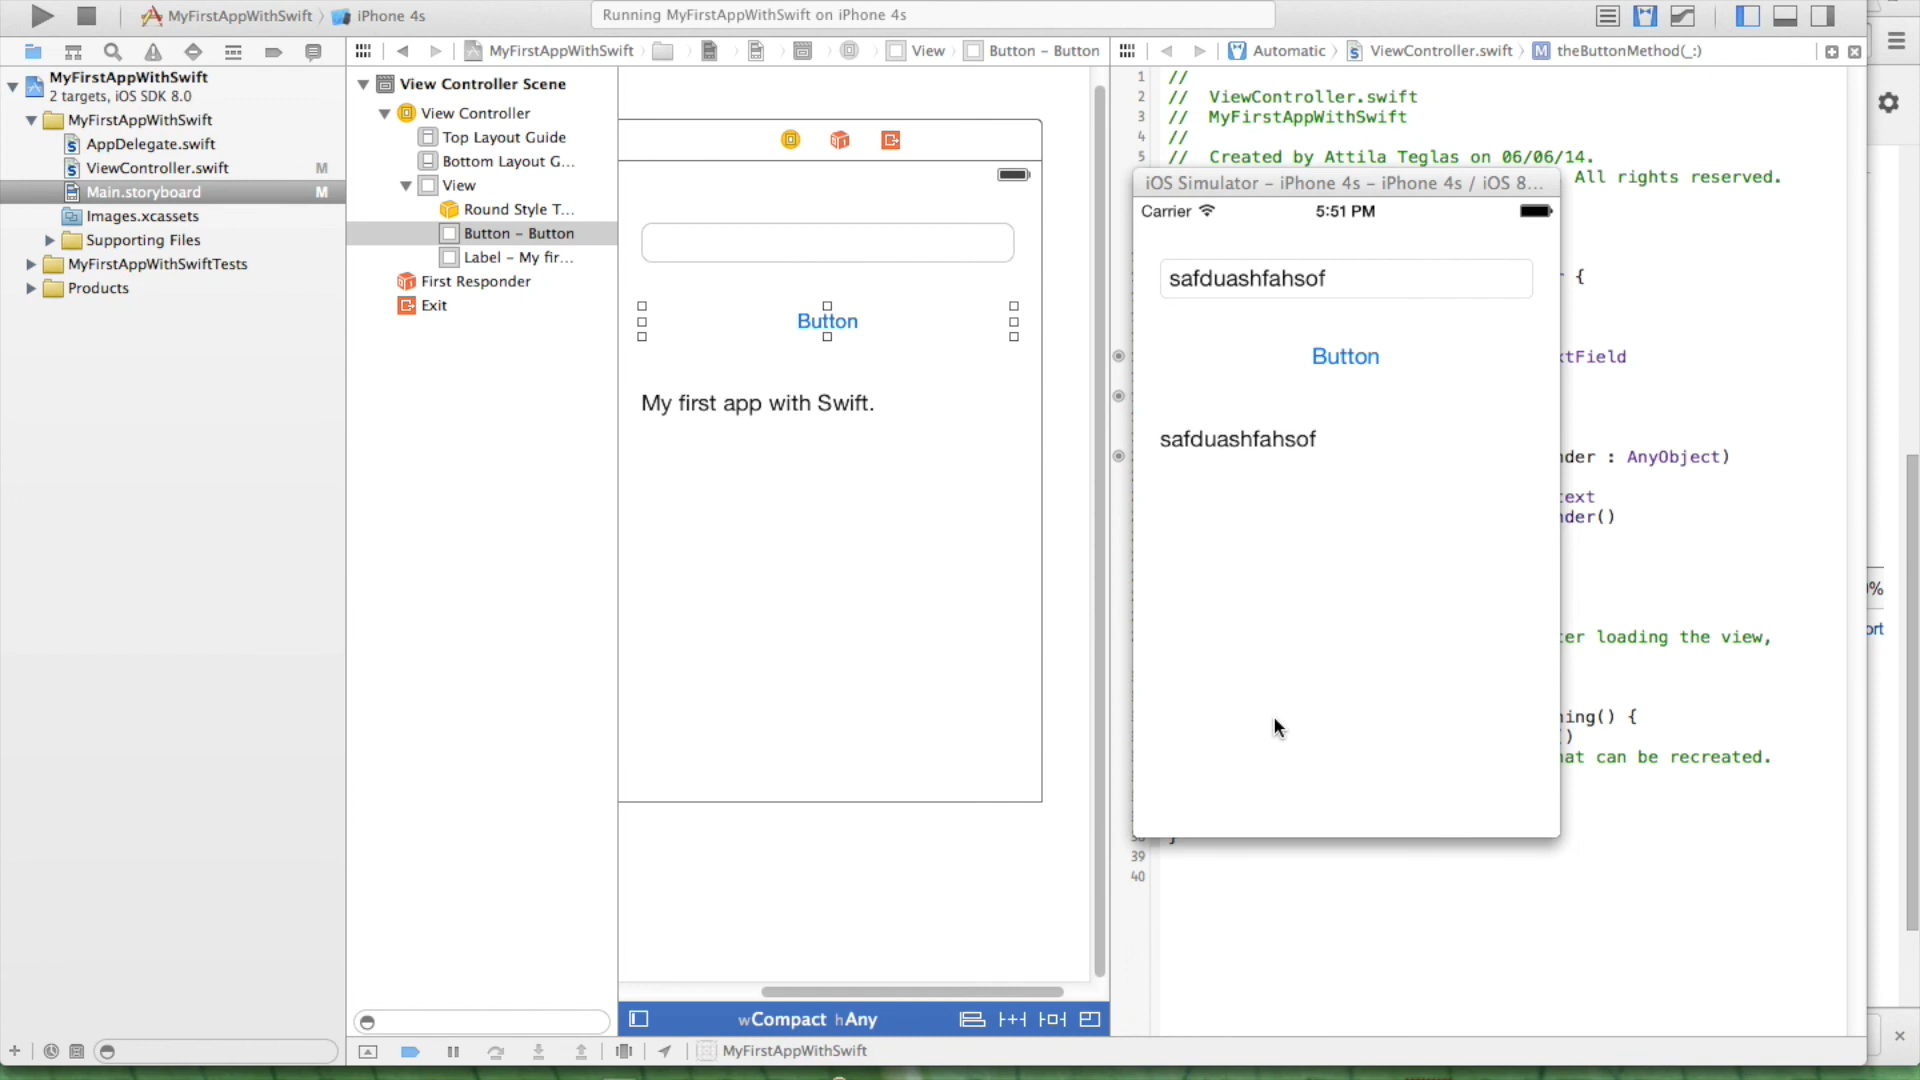 MyFirstAppWithSwift
iPhone 4s
Running MyFirstAppWithSwift on iPhone 4s
MyFirstAppWithSwift
View
Button – Button
Automatic
ViewController.swift
theButtonMethod(_:)
MyFirstAppWithSwift
2 targets, iOS SDK 8.0
MyFirstAppWithSwift
AppDelegate.swift
ViewController.swift M
Main.storyboard M
Images.xcassets
Supporting Files
MyFirstAppWithSwiftTests
Products
View Controller Scene
View Controller
Top Layout Guide
Bottom Layout G...
View
Round Style T...
Button – Button
Label – My fir...
First Responder
Exit
Button
My first app with Swift.
wCompact hAny
MyFirstAppWithSwift
1 //
2 // ViewController.swift
3 // MyFirstAppWithSwift
4 //
5 // Created by Attila Teglas on 06/06/14.
All rights reserved.
{
tField
der : AnyObject)
ext
der()
er loading the view,
ing() {
)
at can be recreated.
39
40
iOS Simulator – iPhone 4s – iPhone 4s / iOS 8...
Carrier 5:51 PM
safduashfahsof
Button
safduashfahsof
%
ort